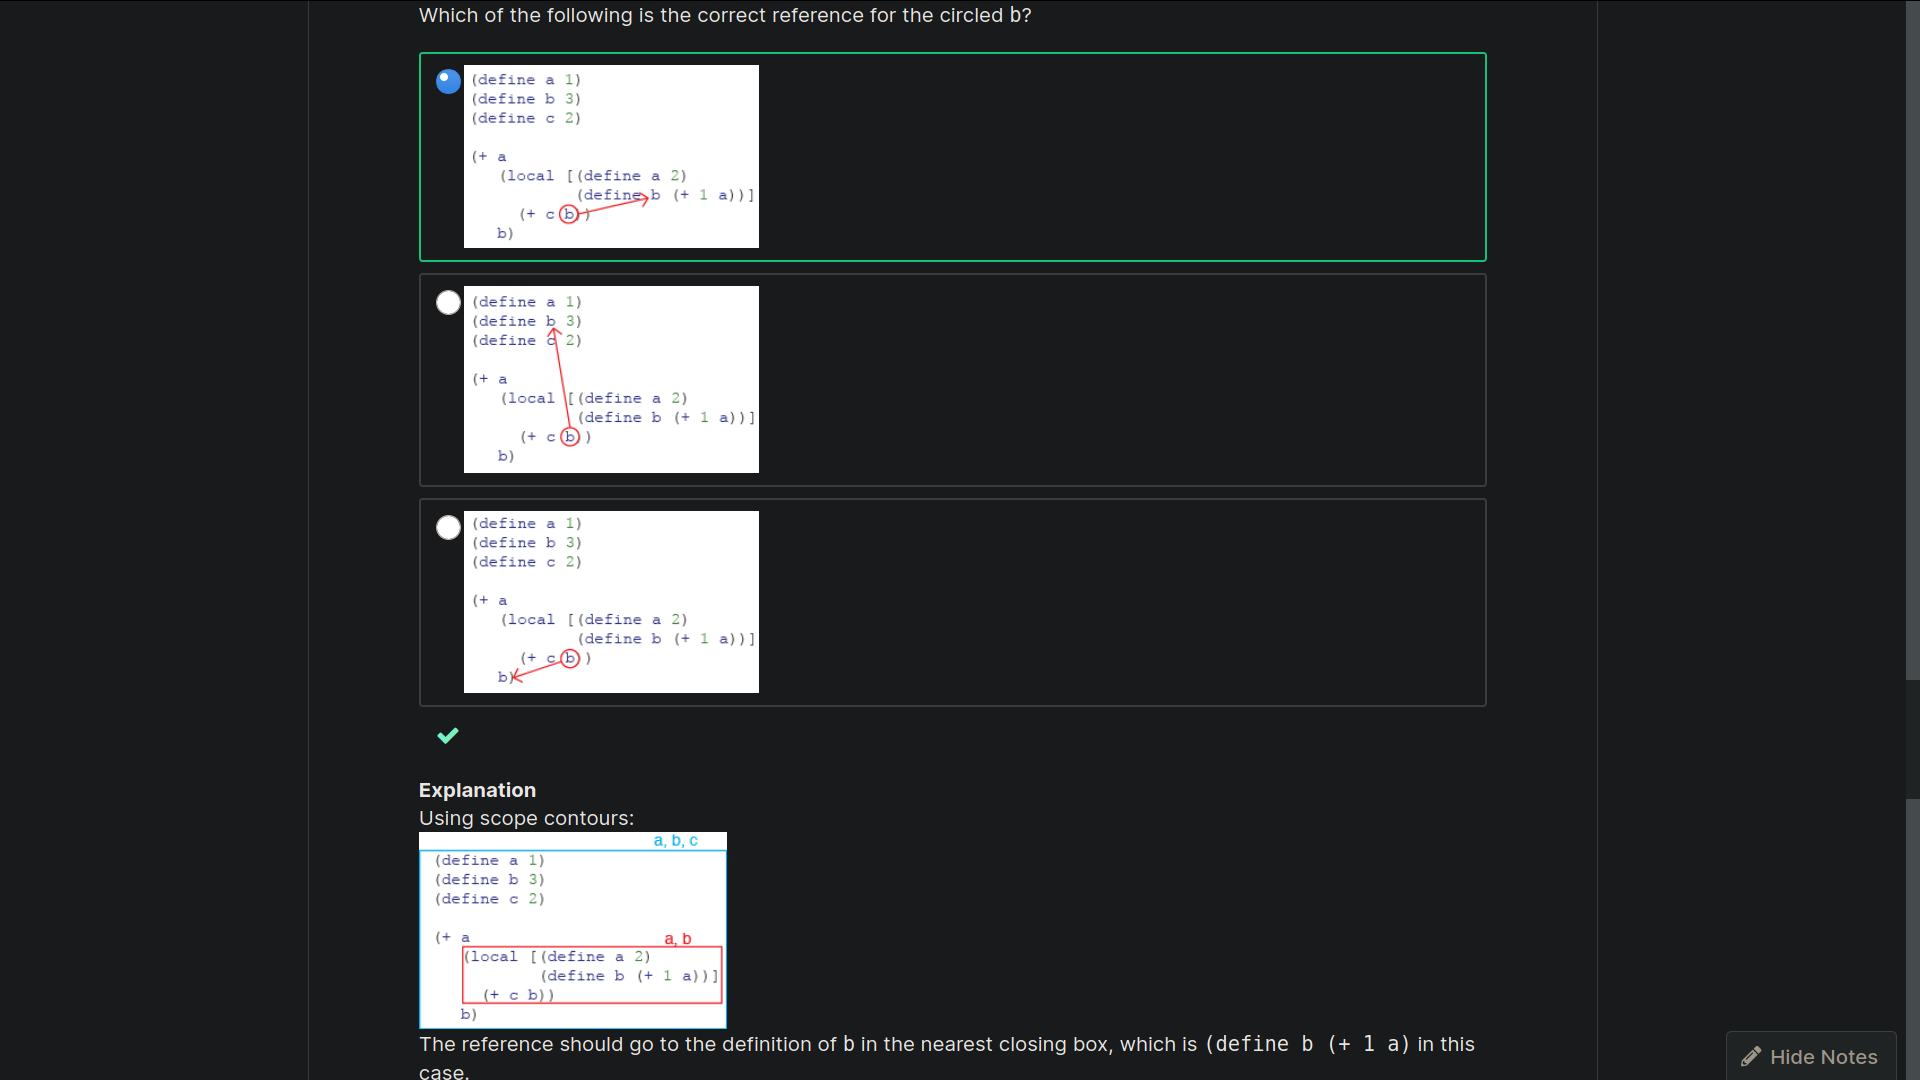 Which of the following is the correct reference for the circled b?
(define a 1)
(define b 3)
(define c 2)
(+ a
(local [(define a 2)
(define b (+ 1 a))]
(+ c b))
b)
(define a 1)
(define b 3)
(define c 2)
(+ a
(local [(define a 2)
(define b (+ 1 a))]
(+ c b))
b)
(define a 1)
(define b 3)
(define c 2)
(+ a
(local [(define a 2)
(define b (+ 1 a))]
(+ c b))
b)
Explanation
Using scope contours:
a, b, c
(define a 1)
(define b 3)
(define c 2)
(+ a
a, b
(local [(define a 2)
(define b (+ 1 a))]
(+ c b))
b)
The reference should go to the definition of b in the nearest closing box, which is (define b (+ 1 a) in this
case.
Hide Notes